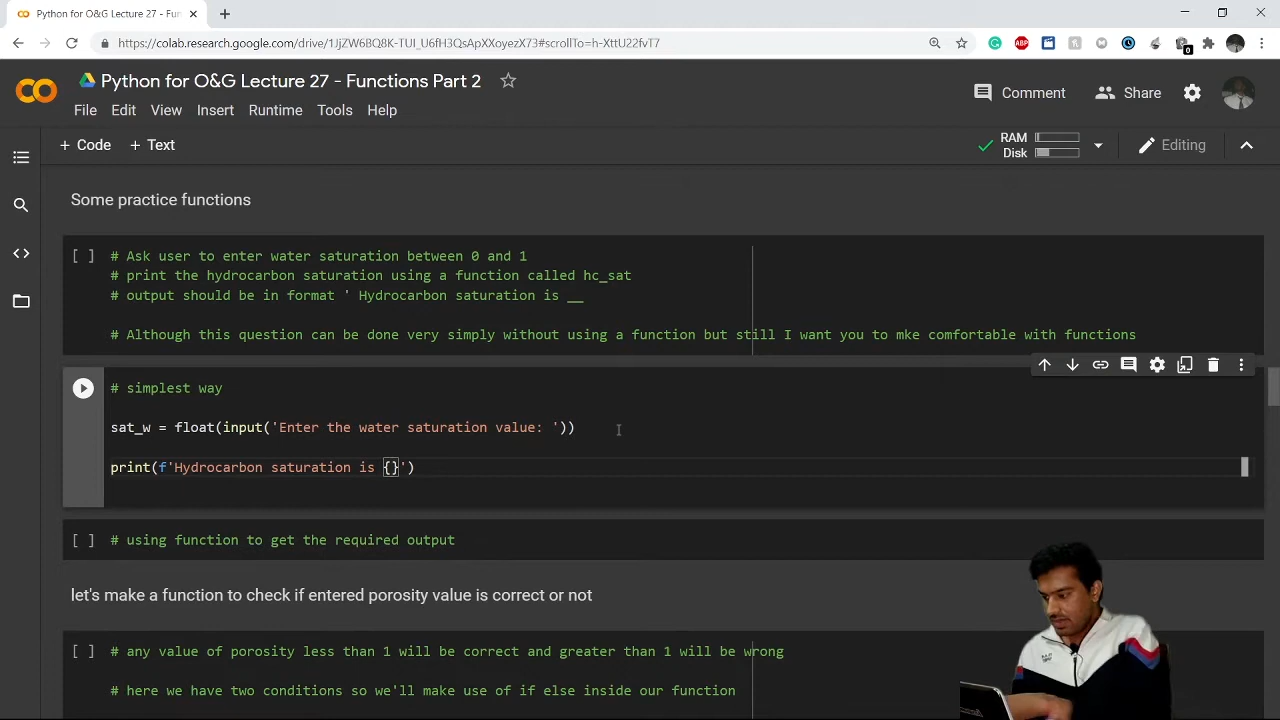 Python for O&G Lecture 27 - Fun
https://colab.research.google.com/drive/1JjZW6BQ8K-TUI_U6fH3QsApYXoyezX73#scrollTo=h-XttU22fvT7
Python for O&G Lecture 27 - Functions Part 2
Comment
Share
File Edit View Insert Runtime Tools Help
+ Code + Text
RAM
Disk
Editing
Some practice functions
[ ] # Ask user to enter water saturation between 0 and 1
# print the hydrocarbon saturation using a function called hc_sat
# output should be in format ' Hydrocarbon saturation is __
# Although this question can be done very simply without using a function but still I want you to mke comfortable with functions
# simplest way
sat_w = float(input('Enter the water saturation value: '))
print(f'Hydrocarbon saturation is {}')
[ ] # using function to get the required output
let's make a function to check if entered porosity value is correct or not
[ ] # any value of porosity less than 1 will be correct and greater than 1 will be wrong
# here we have two conditions so we'll make use of if else inside our function